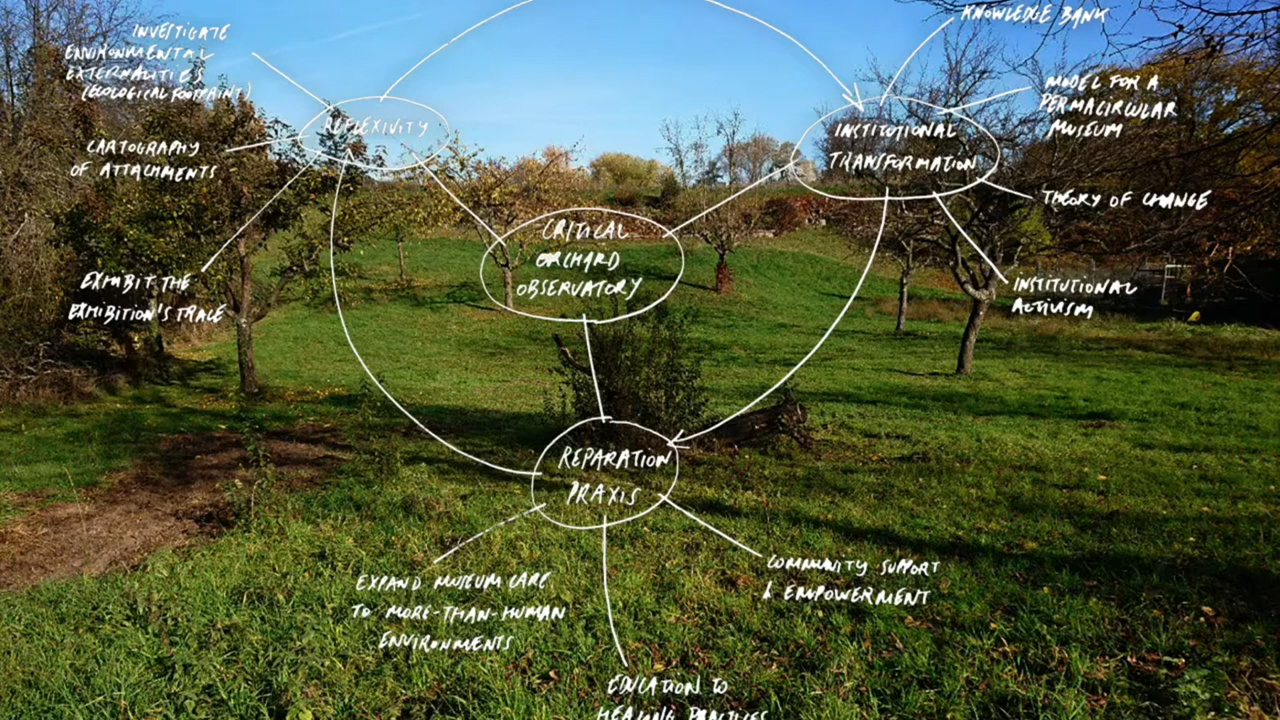 INVESTIGATE
ENVIRONMENTAL
EXTERNALITIES
(ECOLOGICAL FOOTPRINT)
CARTOGRAPHY
OF ATTACHMENTS
EXHIBIT THE
EXHIBITION'S TRACE
REFLEXIVITY
CRITICAL
ORCHARD
OBSERVATORY
INSTITUTIONAL
TRANSFORMATION
KNOWLEDGE BANK
MODEL FOR A
PERMACIRCULAR
MUSEUM
THEORY OF CHANGE
INSTITUTIONAL
ACTIVISM
REPARATION
PRAXIS
EXPAND MUSEUM CARE
TO MORE-THAN-HUMAN
ENVIRONMENTS
EDUCATION TO
HEALING PRACTICES
COMMUNITY SUPPORT
& EMPOWERMENT